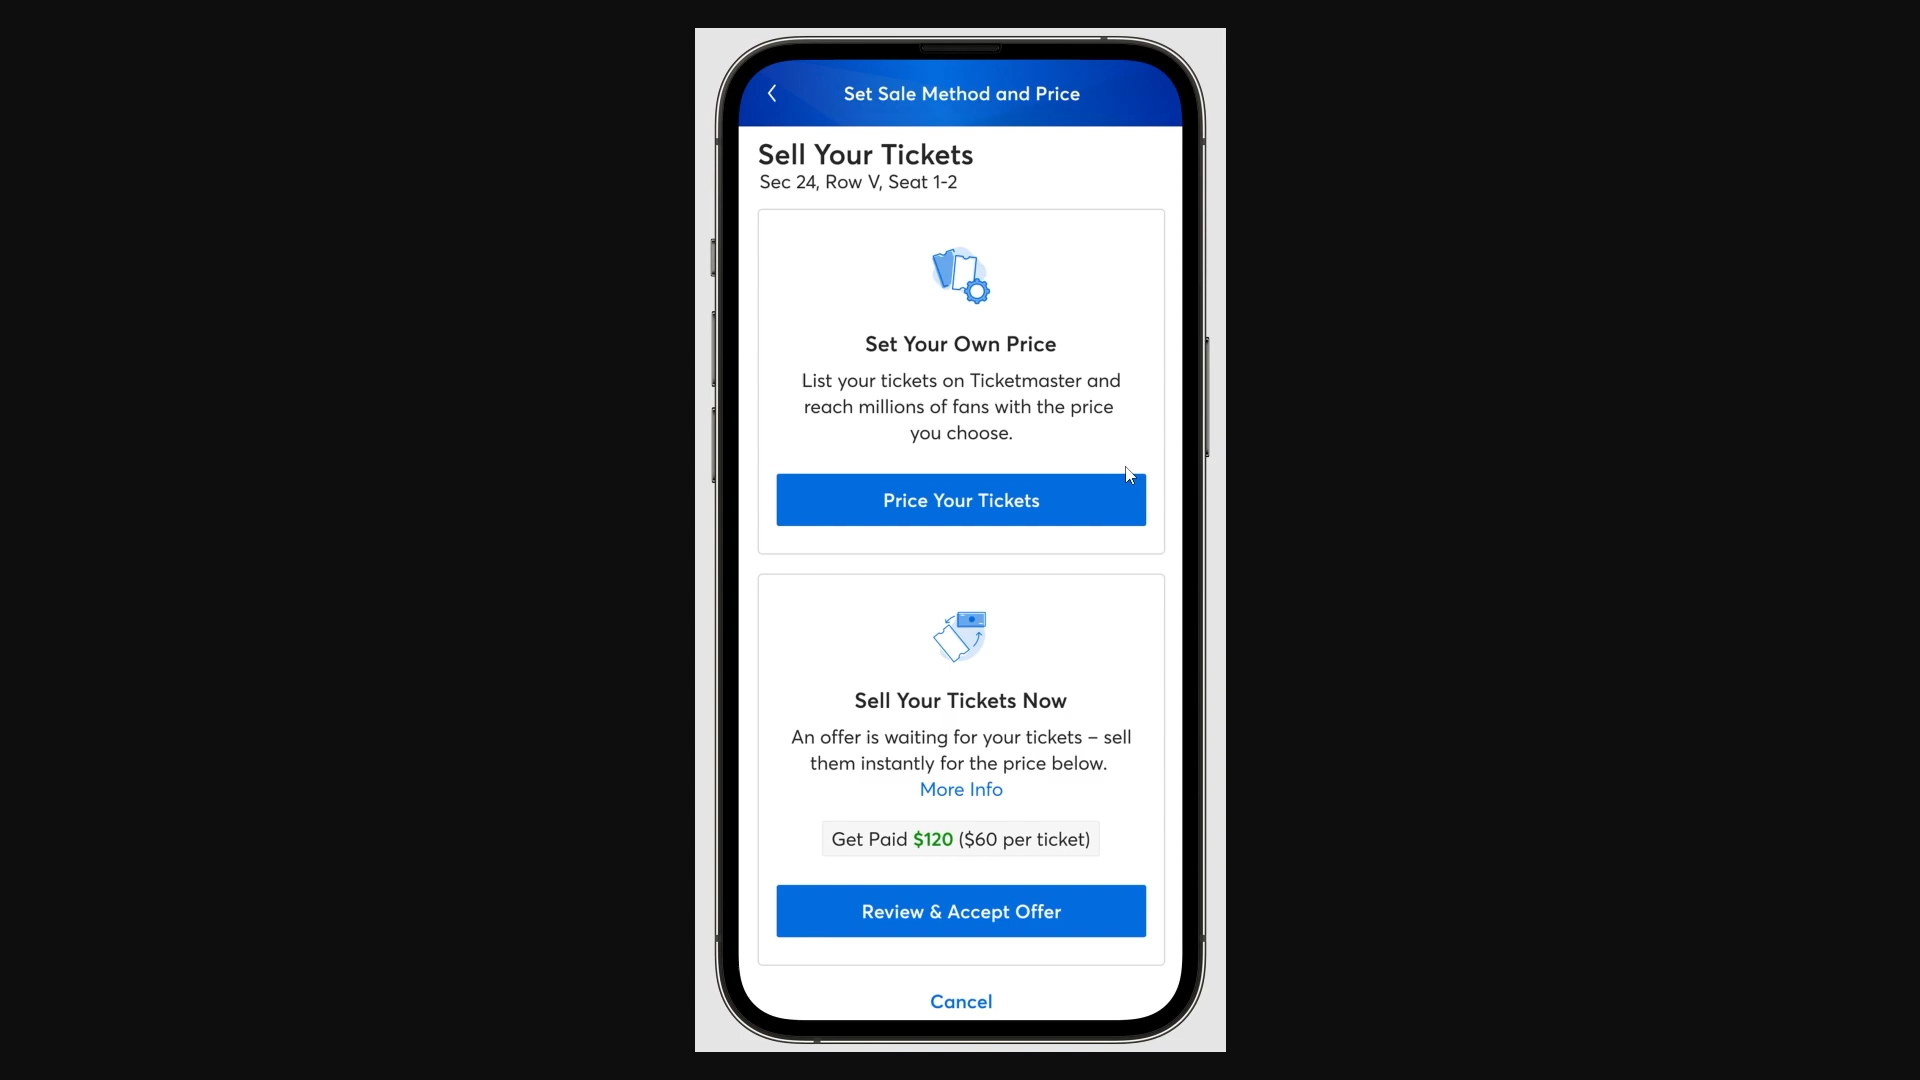 Set Sale Method and Price
Sell Your Tickets
Sec 24, Row V, Seat 1-2
Set Your Own Price
List your tickets on Ticketmaster and
reach millions of fans with the price
you choose.
Price Your Tickets
Sell Your Tickets Now
An offer is waiting for your tickets – sell
them instantly for the price below.
More Info
Get Paid $120 ($60 per ticket)
Review & Accept Offer
Cancel